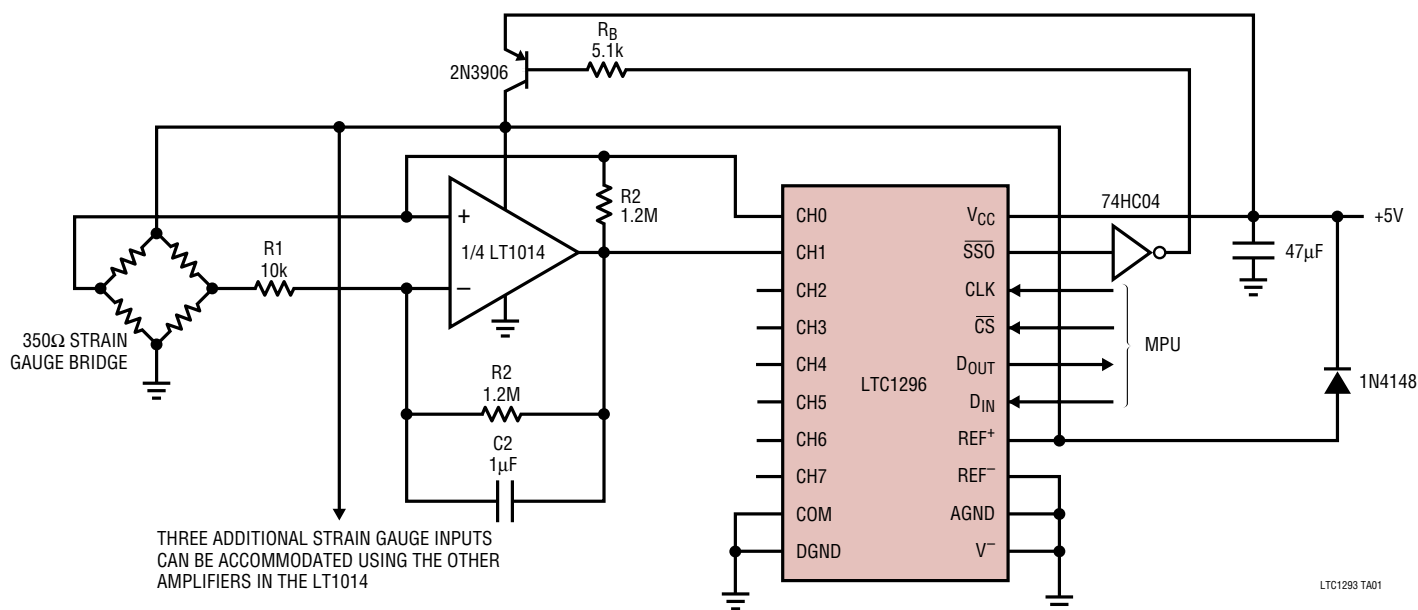 R_B
5.1k
2N3906
R2
1.2M
74HC04
+5V
CH0
V_CC
+
1/4 LT1014
−
R1
10k
CH1
S̅S̅O̅
47µF
CH2
CLK
CH3
C̅S̅
MPU
350Ω STRAIN
GAUGE BRIDGE
CH4
D_OUT
LTC1296
1N4148
R2
1.2M
CH5
D_IN
CH6
REF⁺
C2
1µF
CH7
REF⁻
COM
AGND
DGND
V⁻
THREE ADDITIONAL STRAIN GAUGE INPUTS
CAN BE ACCOMMODATED USING THE OTHER
AMPLIFIERS IN THE LT1014
LTC1293 TA01